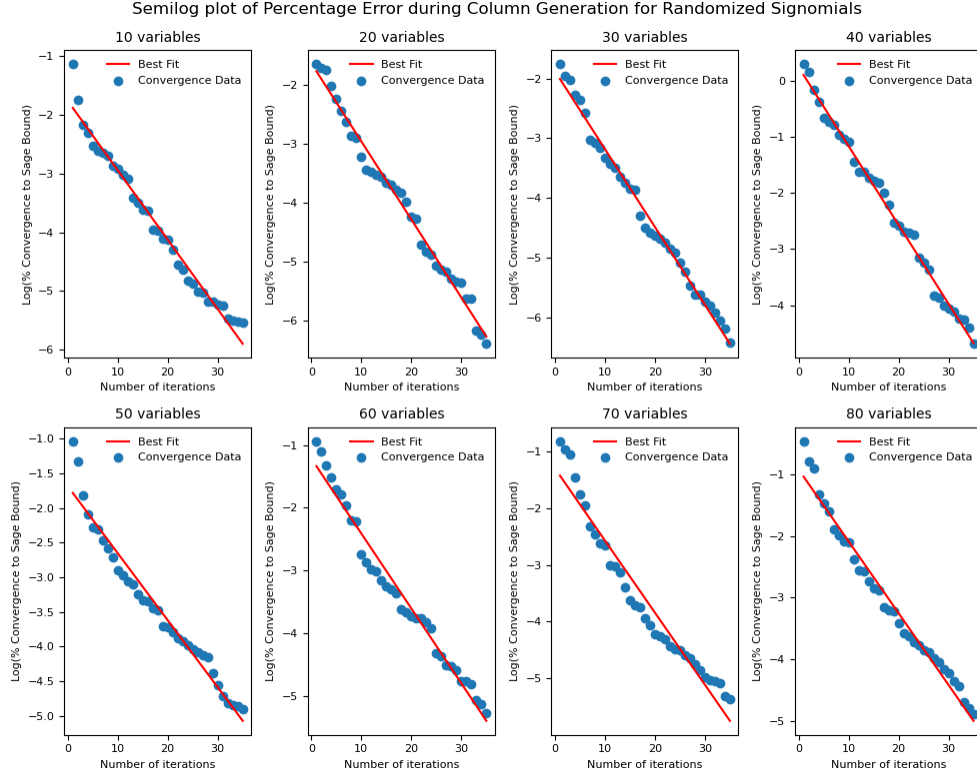 Semilog plot of Percentage Error during Column Generation for Randomized Signomials
10 variables
Log(% Convergence to Sage Bound)
−1
−2
−3
−4
−5
−6
Best Fit
Convergence Data
0 10 20 30
Number of iterations
20 variables
Log(% Convergence to Sage Bound)
−2
−3
−4
−5
−6
Best Fit
Convergence Data
0 10 20 30
Number of iterations
30 variables
Log(% Convergence to Sage Bound)
−2
−3
−4
−5
−6
Best Fit
Convergence Data
0 10 20 30
Number of iterations
40 variables
Log(% Convergence to Sage Bound)
0
−1
−2
−3
−4
Best Fit
Convergence Data
0 10 20 30
Number of iterations
50 variables
Log(% Convergence to Sage Bound)
−1.0
−1.5
−2.0
−2.5
−3.0
−3.5
−4.0
−4.5
−5.0
Best Fit
Convergence Data
0 10 20 30
Number of iterations
60 variables
Log(% Convergence to Sage Bound)
−1
−2
−3
−4
−5
Best Fit
Convergence Data
0 10 20 30
Number of iterations
70 variables
Log(% Convergence to Sage Bound)
−1
−2
−3
−4
−5
Best Fit
Convergence Data
0 10 20 30
Number of iterations
80 variables
Log(% Convergence to Sage Bound)
−1
−2
−3
−4
−5
Best Fit
Convergence Data
0 10 20 30
Number of iterations